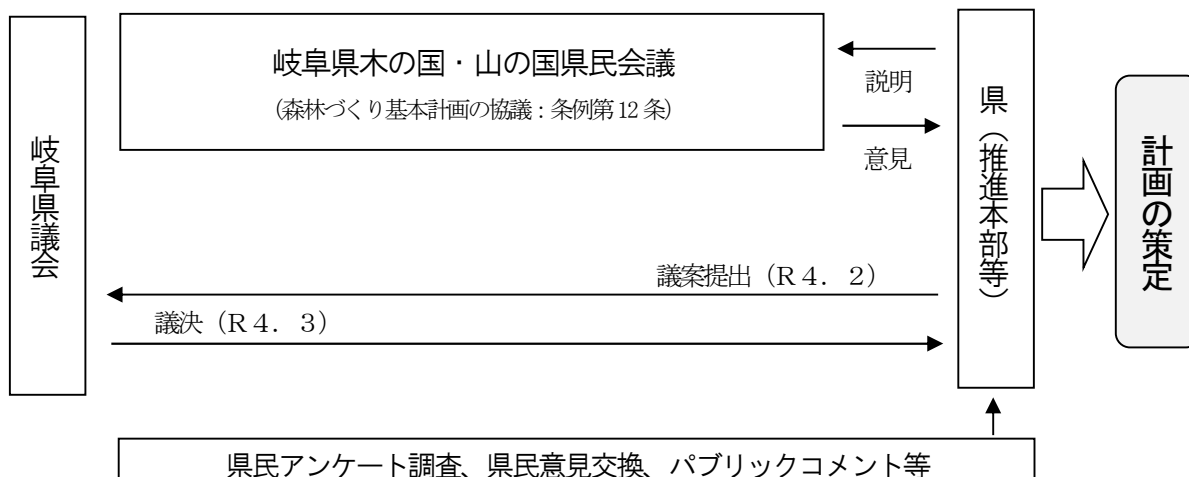 岐阜県木の国・山の国県民会議
（森林づくり基本計画の協議：条例第12条）
説明
意見
岐阜県議会
県（推進本部等）
計画の策定
議案提出（Ｒ４．２）
議決（Ｒ４．３）
県民アンケート調査、県民意見交換、パブリックコメント等